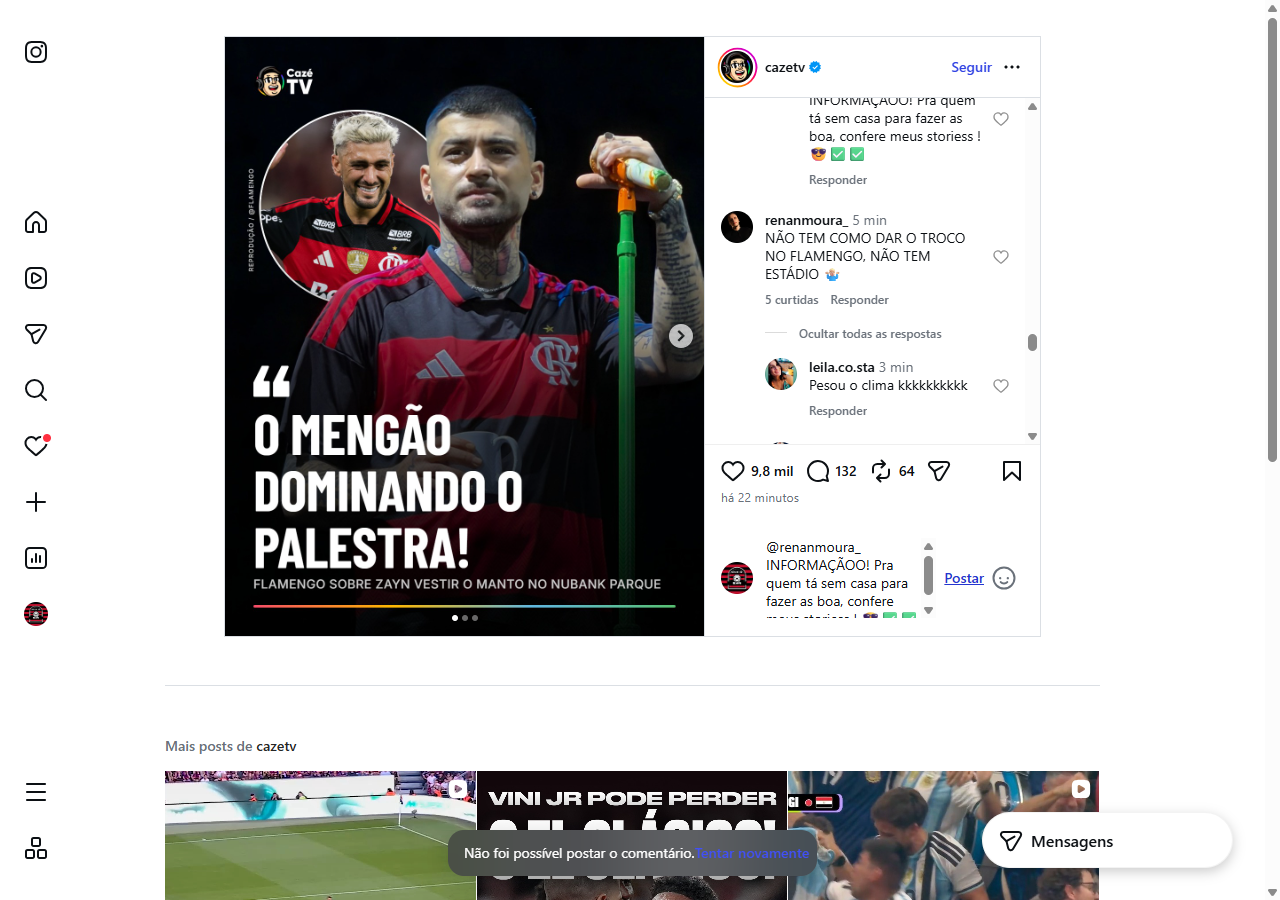 Cazé
TV
REPRODUÇÃO / @FLAMENGO
“
O MENGÃO
DOMINANDO O
PALESTRA!
FLAMENGO SOBRE ZAYN VESTIR O MANTO NO NUBANK PARQUE
cazetv
Seguir
INFORMAÇÃOO! Pra quem
tá sem casa para fazer as
boa, confere meus storiess !
😎 ✅ ✅
Responder
renanmoura_ 5 min
NÃO TEM COMO DAR O TROCO
NO FLAMENGO, NÃO TEM
ESTÁDIO 🤷🏼
5 curtidas Responder
Ocultar todas as respostas
leila.co.sta 3 min
Pesou o clima kkkkkkkkkk
Responder
9,8 mil 132 64
há 22 minutos
@renanmoura_
INFORMAÇÃOO! Pra
quem tá sem casa para
fazer as boa, confere
meus storiess ! 😎 ✅ ✅
Postar
Mais posts de cazetv
VINI JR PODE PERDER
O EL CLÁSICO!
Não foi possível postar o comentário.Tentar novamente
Mensagens